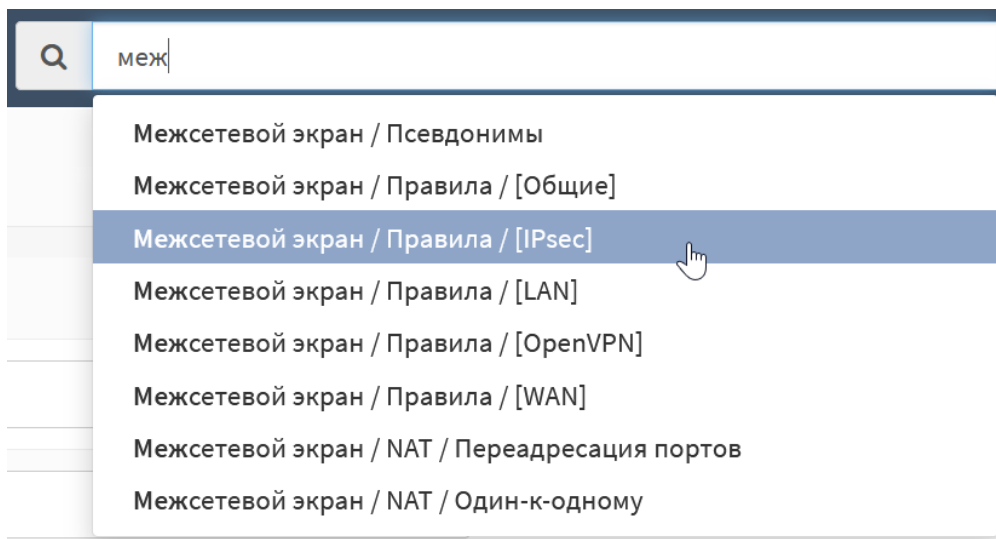 меж
Межсетевой экран / Псевдонимы
Межсетевой экран / Правила / [Общие]
Межсетевой экран / Правила / [IPsec]
Межсетевой экран / Правила / [LAN]
Межсетевой экран / Правила / [OpenVPN]
Межсетевой экран / Правила / [WAN]
Межсетевой экран / NAT / Переадресация портов
Межсетевой экран / NAT / Один-к-одному